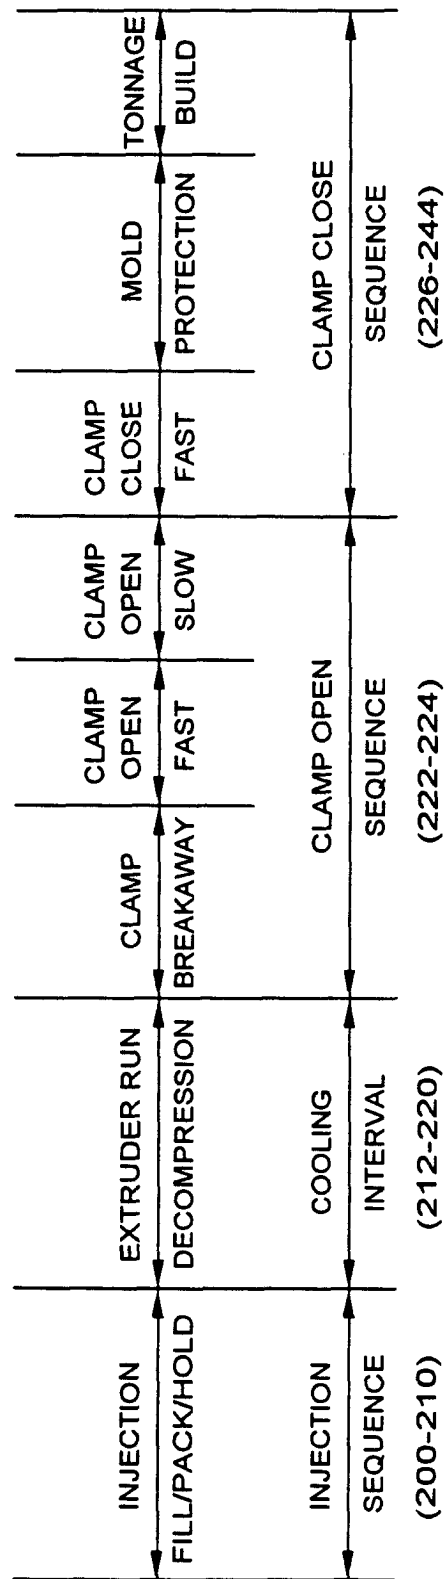 INJECTION
FILL/PACK/HOLD
EXTRUDER RUN
DECOMPRESSION
CLAMP
BREAKAWAY
CLAMP
OPEN
FAST
CLAMP
OPEN
SLOW
CLAMP
CLOSE
FAST
MOLD
PROTECTION
TONNAGE
BUILD
INJECTION
SEQUENCE
(200-210)
COOLING
INTERVAL
(212-220)
CLAMP OPEN
SEQUENCE
(222-224)
CLAMP CLOSE
SEQUENCE
(226-244)